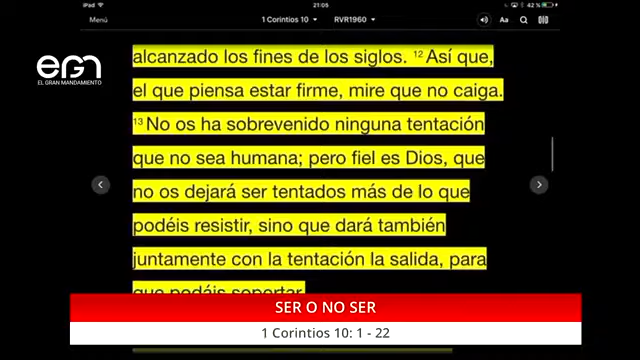 iPad
21:05
42 %
Menú
1 Corintios 10
RVR1960
Aa
alcanzado los fines de los siglos. 12 Así que,
el que piensa estar firme, mire que no caiga.
13 No os ha sobrevenido ninguna tentación
que no sea humana; pero fiel es Dios, que
no os dejará ser tentados más de lo que
podéis resistir, sino que dará también
juntamente con la tentación la salida, para
que podáis soportar
EGM
EL GRAN MANDAMIENTO
SER O NO SER
1 Corintios 10: 1 - 22